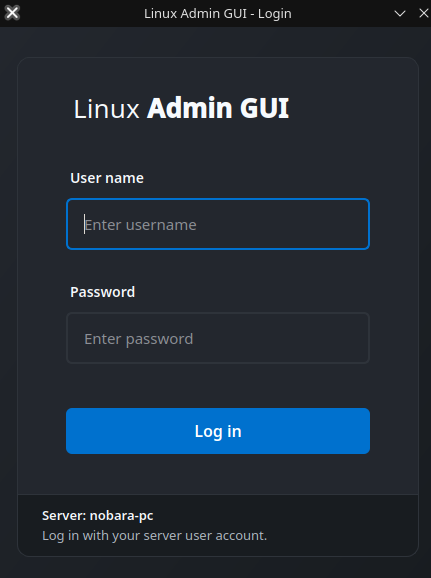 Linux Admin GUI - Login
Linux Admin GUI
User name
Enter username
Password
Enter password
Log in
Server: nobara-pc
Log in with your server user account.